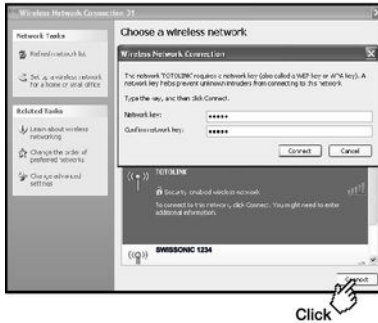 Wireless Network Connection 21
Network Tasks
Refresh network list
Set up a wireless network
for a home or small office
Related Tasks
Learn about wireless
networking
Change the order of
preferred networks
Change advanced
settings
Choose a wireless network
Wireless Network Connection
The network 'TOTOLINK' requires a network key (also called a WEP key or WPA key). A
network key helps prevent unknown intruders from connecting to this network.
Type the key, and then click Connect.
Network key:
Confirm network key:
Connect
Cancel
TOTOLINK
Security-enabled wireless network
To connect to this network, click Connect. You might need to enter
additional information.
SWISSONIC 1234
Connect
Click